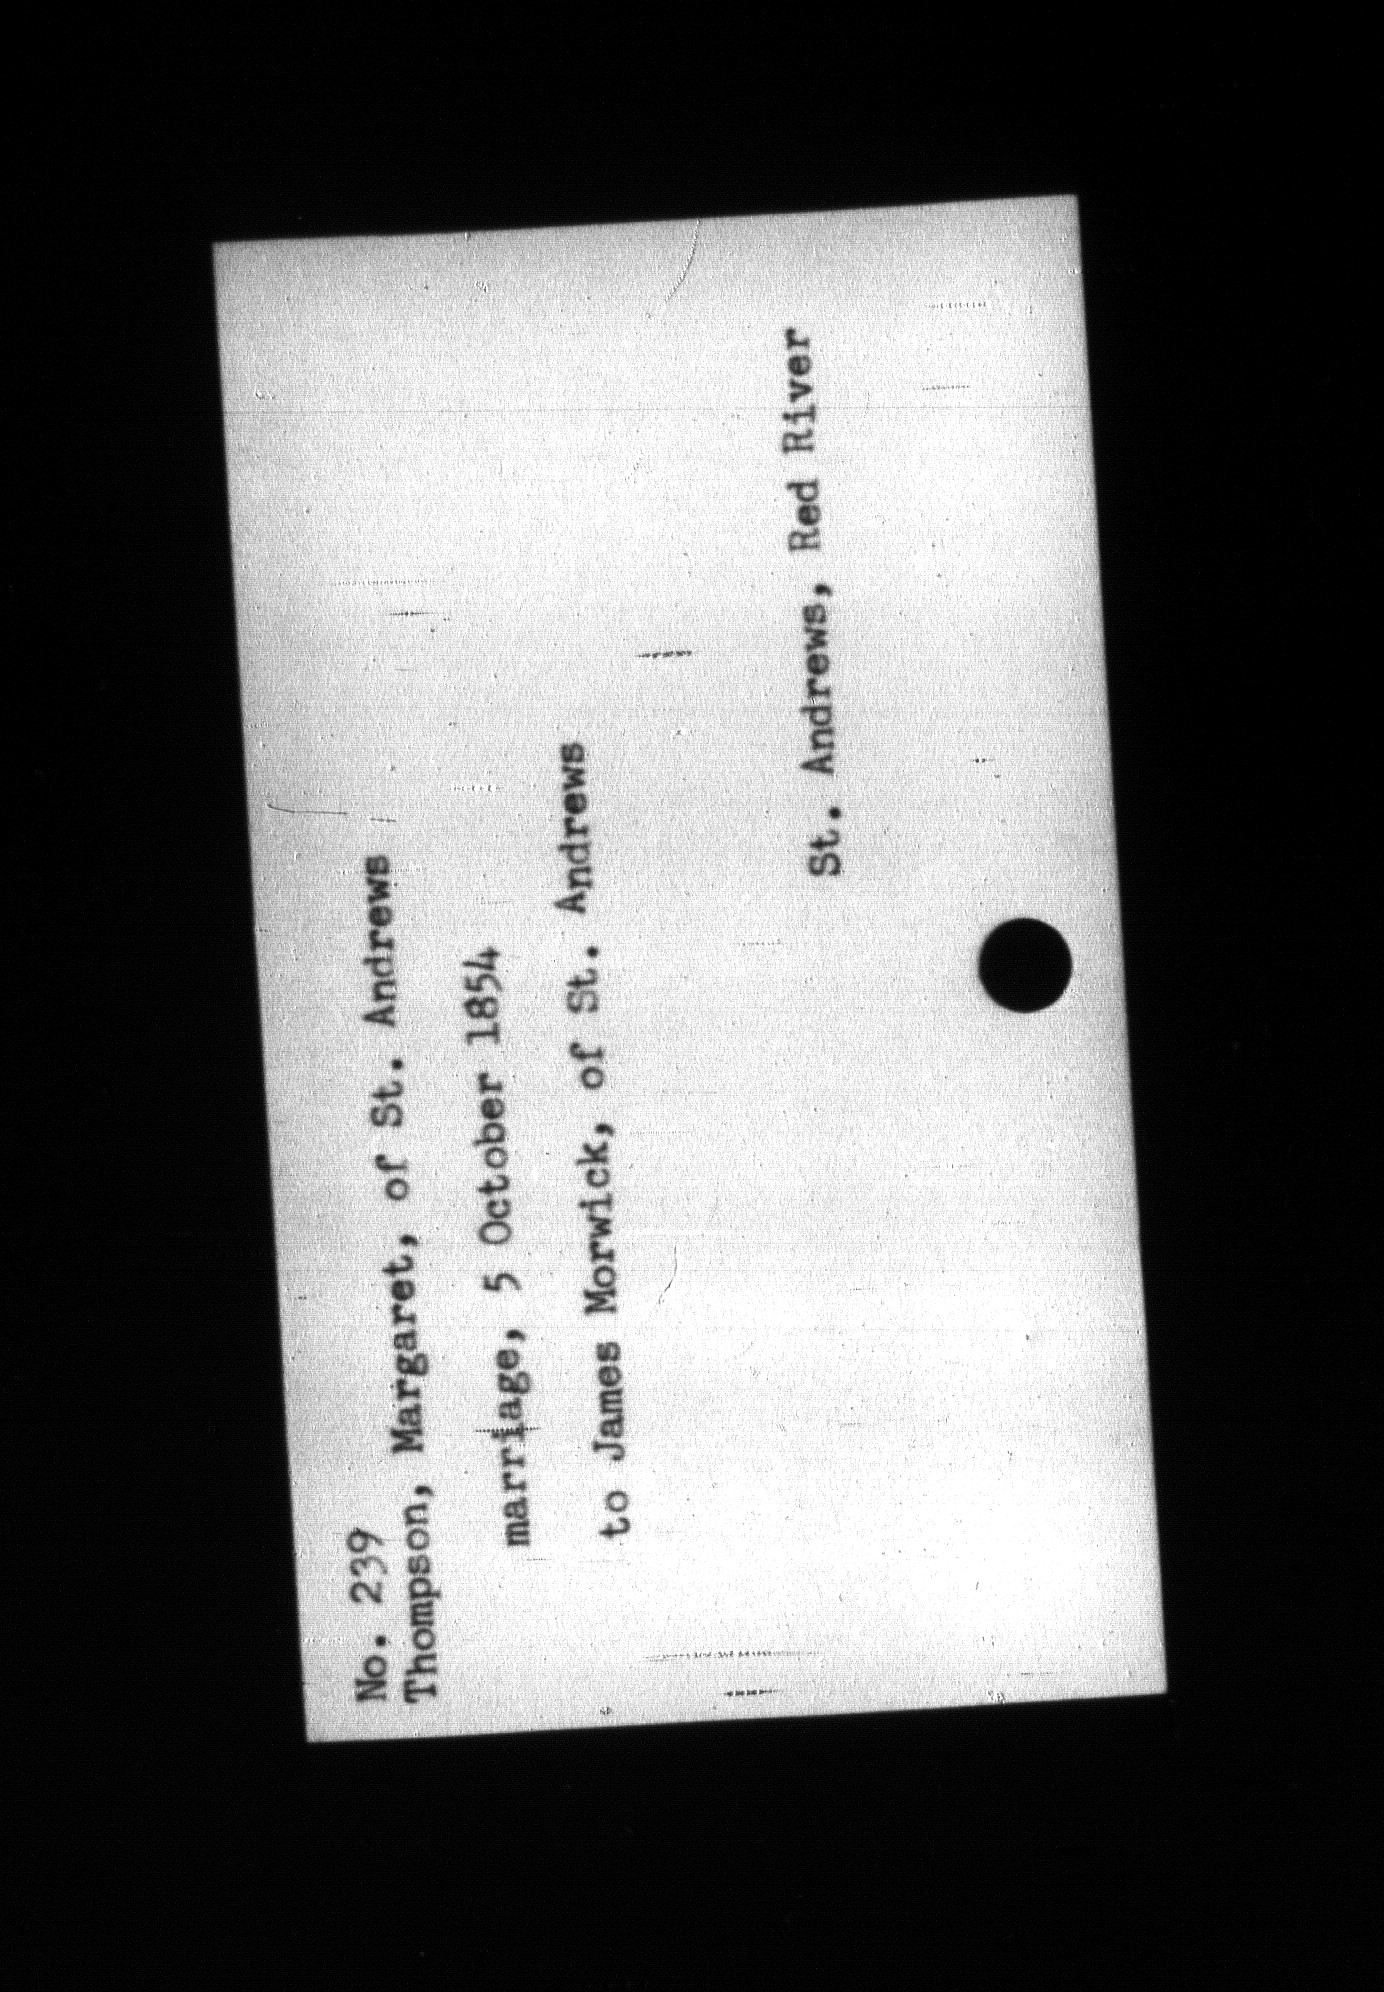 No. 239
Thompson, Margaret, of St. Andrews
marriage, 5 October 1854
to James Morwick, of St. Andrews
St. Andrews, Red River